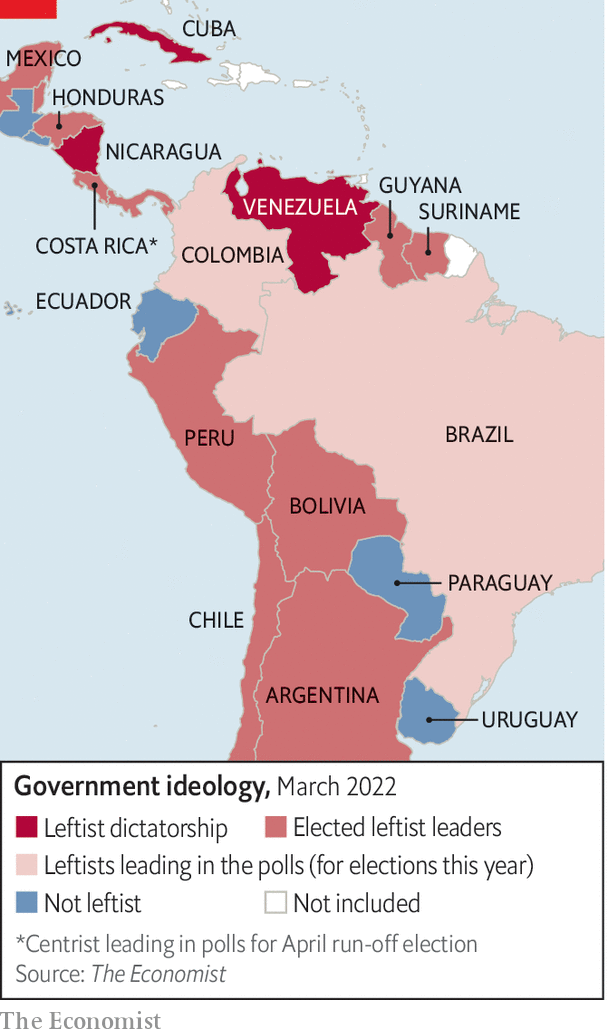 CUBA
MEXICO
HONDURAS
NICARAGUA
GUYANA
VENEZUELA
SURINAME
COSTA RICA*
COLOMBIA
ECUADOR
PERU
BRAZIL
BOLIVIA
PARAGUAY
CHILE
ARGENTINA
URUGUAY
Government ideology, March 2022
Leftist dictatorship
Elected leftist leaders
Leftists leading in the polls (for elections this year)
Not leftist
Not included
*Centrist leading in polls for April run-off election
Source: The Economist
The Economist